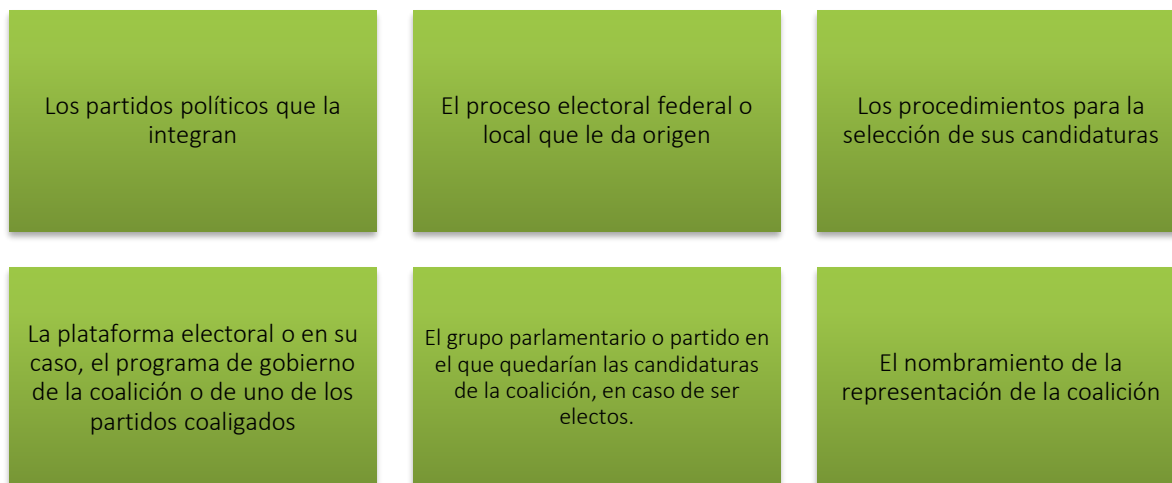 Los partidos políticos que la
integran
El proceso electoral federal o
local que le da origen
Los procedimientos para la
selección de sus candidaturas
La plataforma electoral o en su
caso, el programa de gobierno
de la coalición o de uno de los
partidos coaligados
El grupo parlamentario o partido en
el que quedarían las candidaturas
de la coalición, en caso de ser
electos.
El nombramiento de la
representación de la coalición